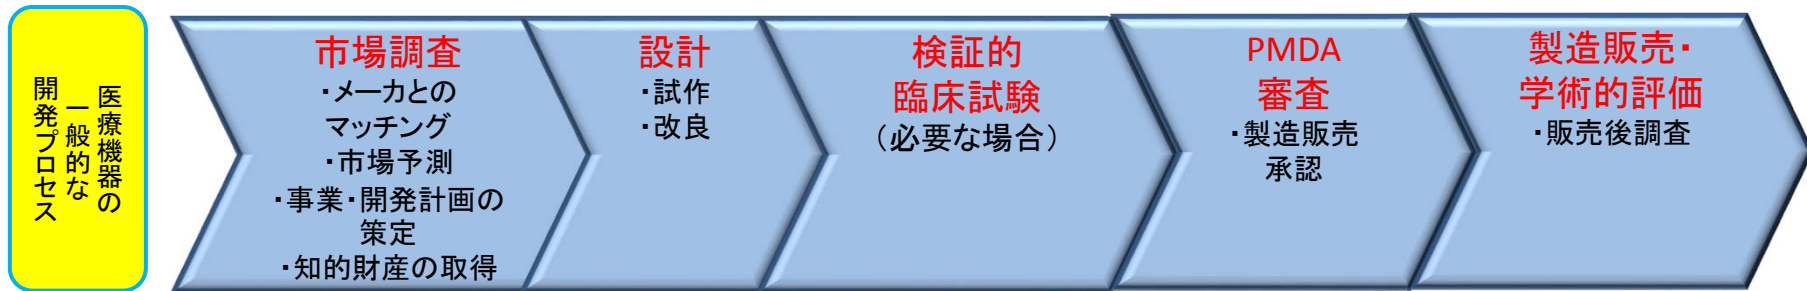 医療機器の
一般的な
開発プロセス
市場調査
・メーカとの
マッチング
・市場予測
・事業・開発計画の
策定
・知的財産の取得
設計
・試作
・改良
検証的
臨床試験
（必要な場合）
PMDA
審査
・製造販売
承認
製造販売・
学術的評価
・販売後調査